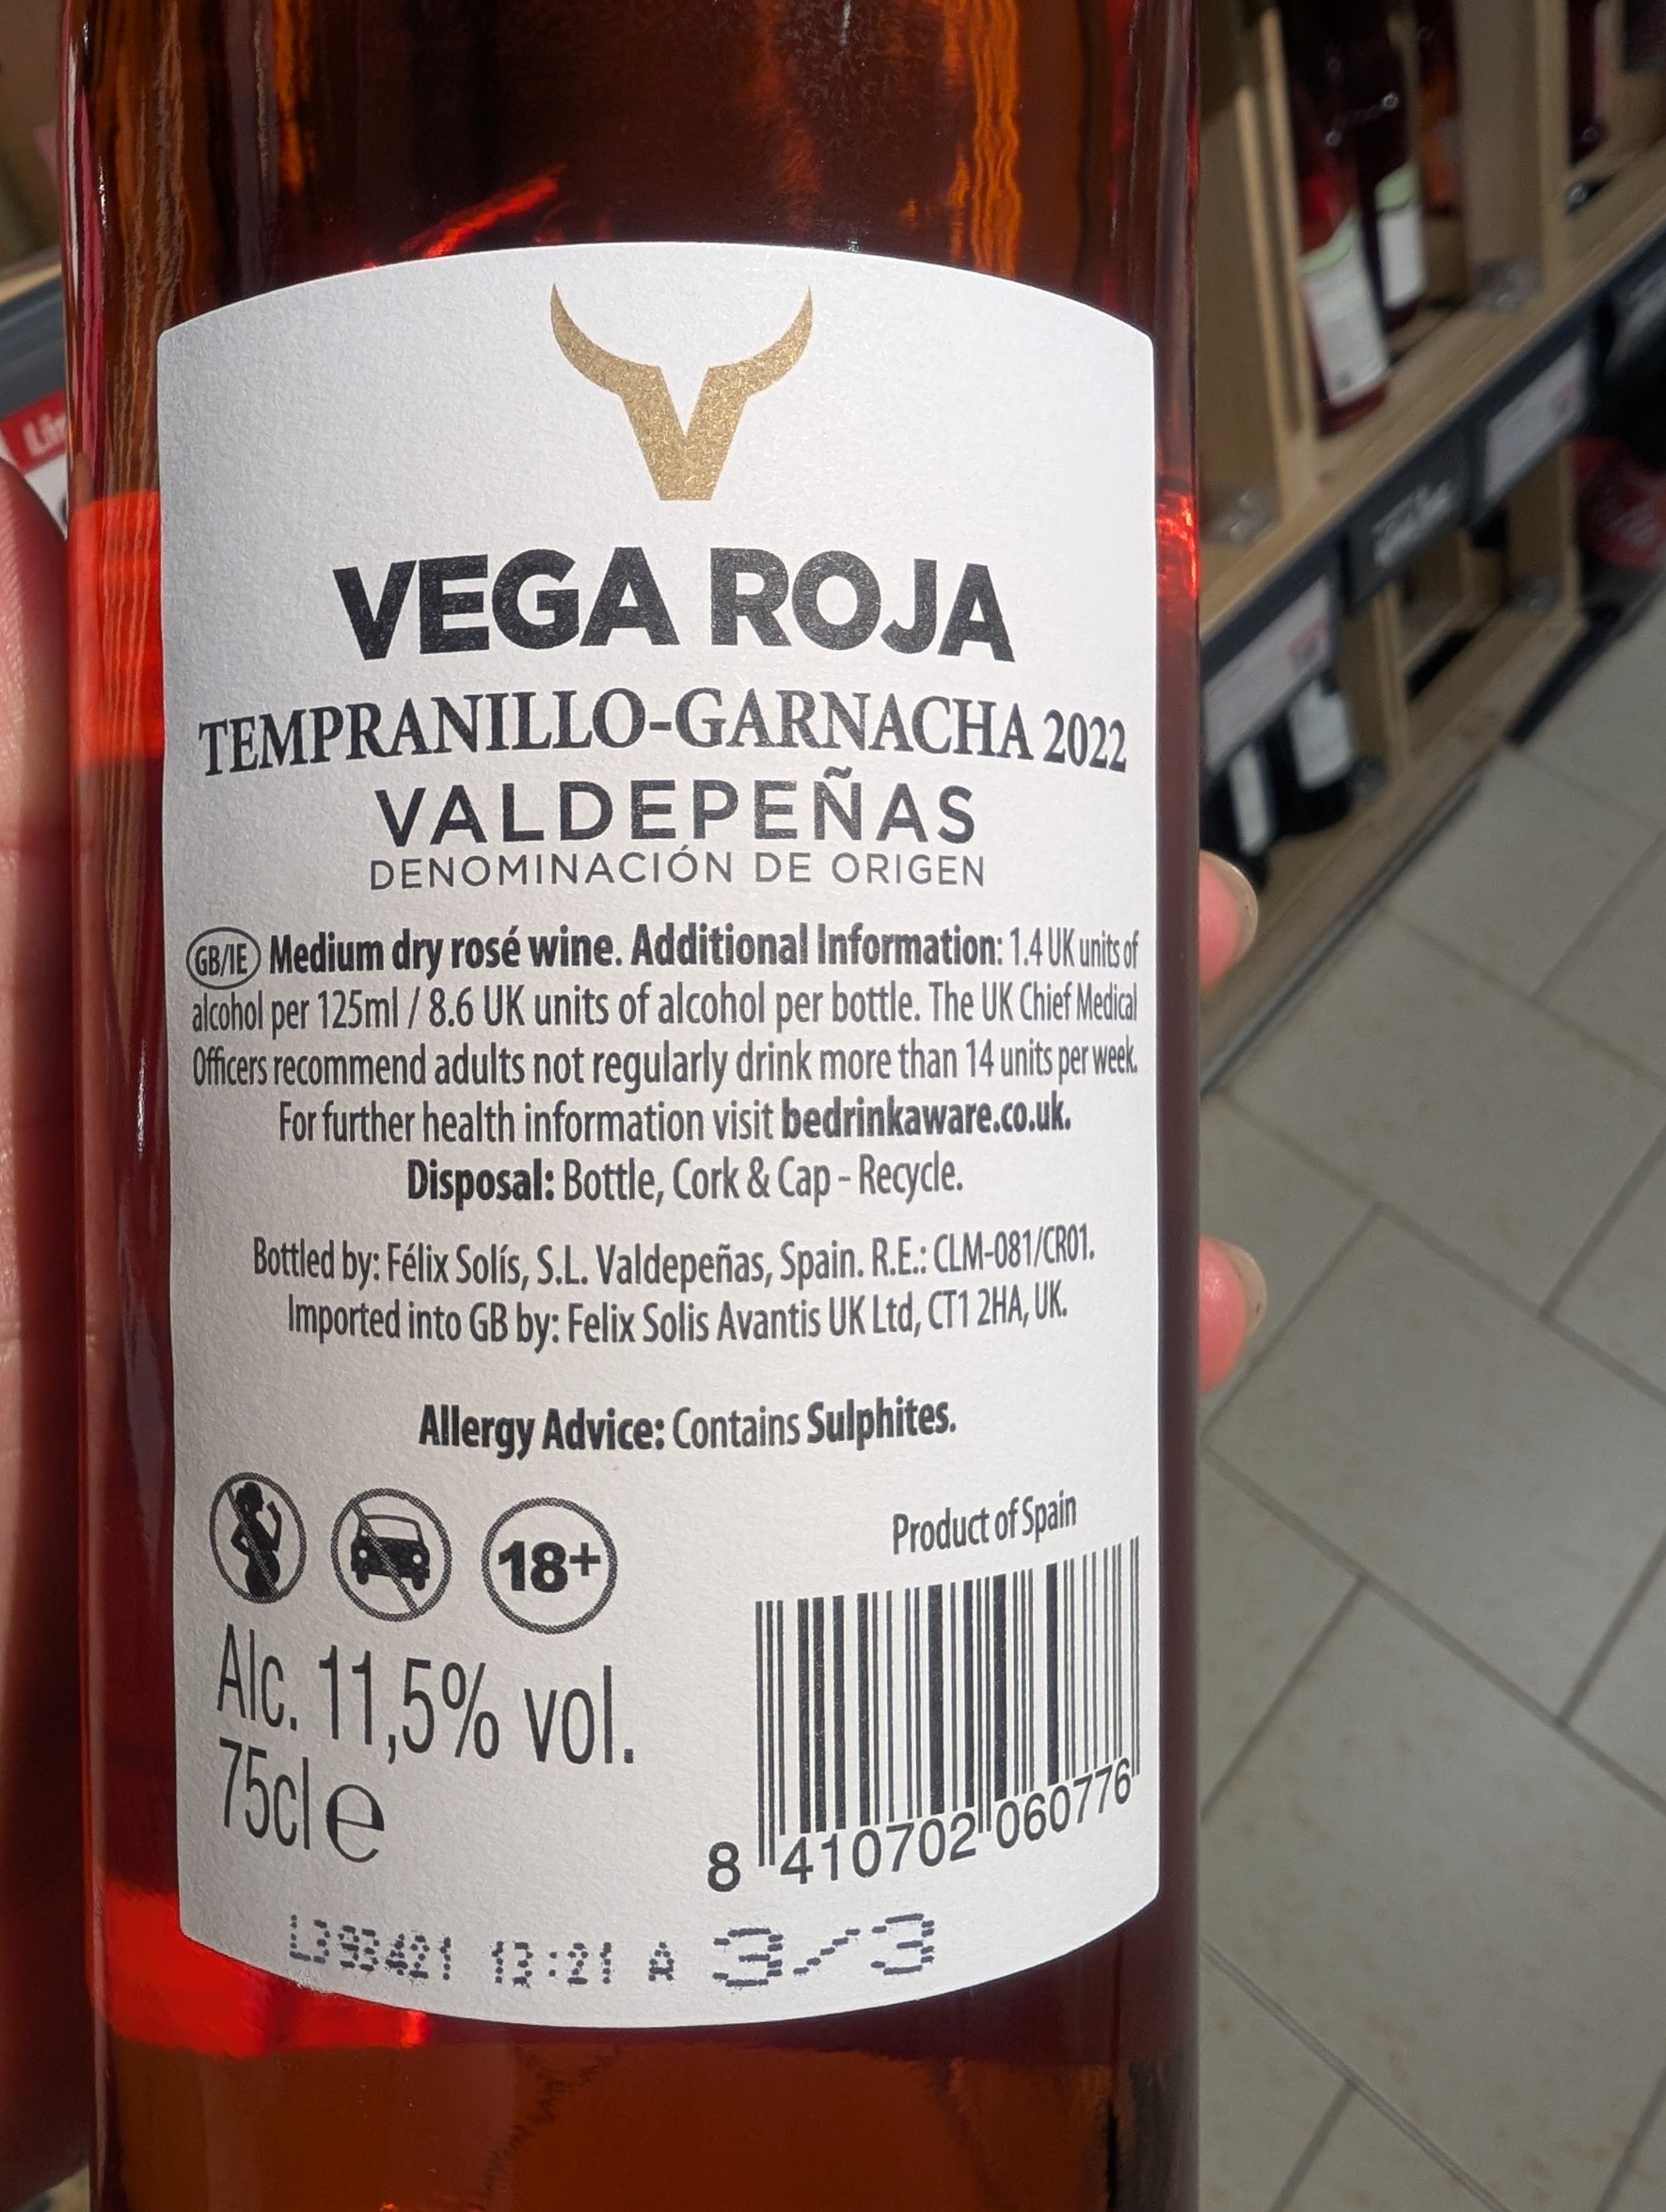 VEGA ROJA
TEMPRANILLO-GARNACHA 2022
VALDEPEÑAS
DENOMINACIÓN DE ORIGEN
GB/IE Medium dry rosé wine. Additional Information: 1.4 UK units of
alcohol per 125ml / 8.6 UK units of alcohol per bottle. The UK Chief Medical
Officers recommend adults not regularly drink more than 14 units per week.
For further health information visit bedrinkaware.co.uk.
Disposal: Bottle, Cork & Cap - Recycle.
Bottled by: Félix Solís, S.L. Valdepeñas, Spain. R.E.: CLM-081/CR01.
Imported into GB by: Felix Solis Avantis UK Ltd, CT1 2HA, UK.
Allergy Advice: Contains Sulphites.
18+
Product of Spain
Alc. 11,5% vol.
75cl e
8 410702 060776
3/3